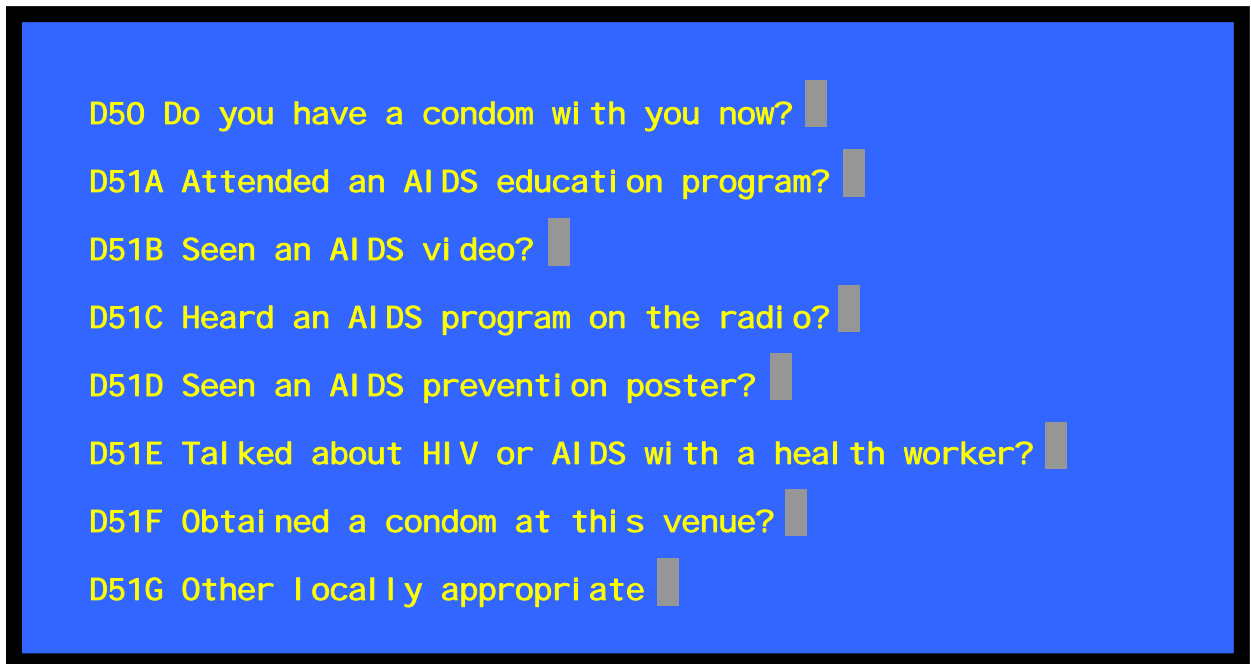 D50 Do you have a condom with you now?
D51A Attended an AIDS education program?
D51B Seen an AIDS video?
D51C Heard an AIDS program on the radio?
D51D Seen an AIDS prevention poster?
D51E Talked about HIV or AIDS with a health worker?
D51F Obtained a condom at this venue?
D51G Other locally appropriate